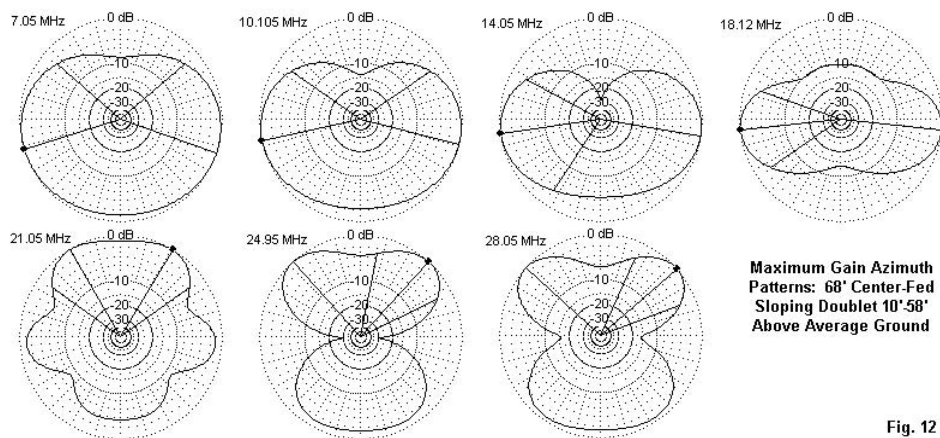 7.05 MHz
0 dB
10
20
30
10.105 MHz
0 dB
10
20
30
14.05 MHz
0 dB
10
20
30
18.12 MHz
0 dB
10
20
30
21.05 MHz
0 dB
10
20
30
24.95 MHz
0 dB
10
20
30
28.05 MHz
0 dB
10
20
30
Maximum Gain Azimuth
Patterns: 68' Center-Fed
Sloping Doublet 10'-58'
Above Average Ground
Fig. 12